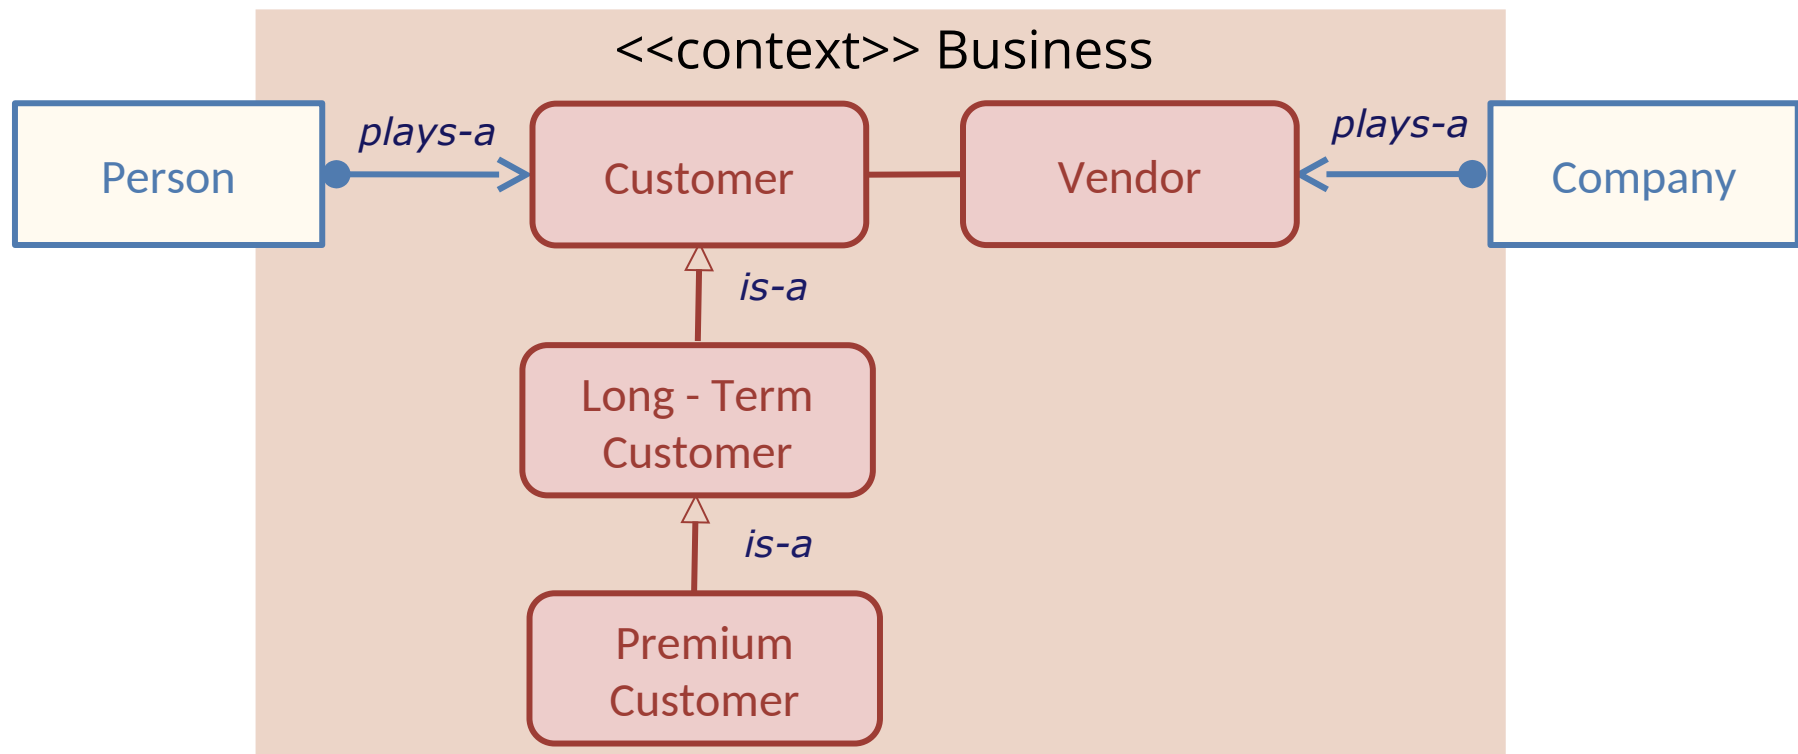 <<context>> Business
Person
plays-a
Customer
Vendor
plays-a
Company
is-a
Long - Term
Customer
is-a
Premium
Customer